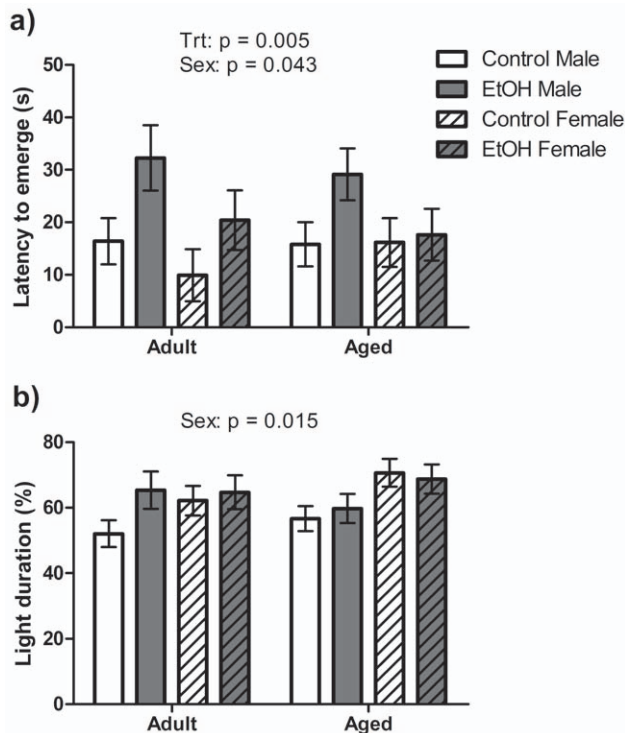 a)
Trt: p = 0.005
Sex: p = 0.043
Control Male
EtOH Male
Control Female
EtOH Female
Latency to emerge (s)
50
40
30
20
10
0
Adult
Aged
b)
Sex: p = 0.015
Light duration (%)
80
60
40
20
0
Adult
Aged